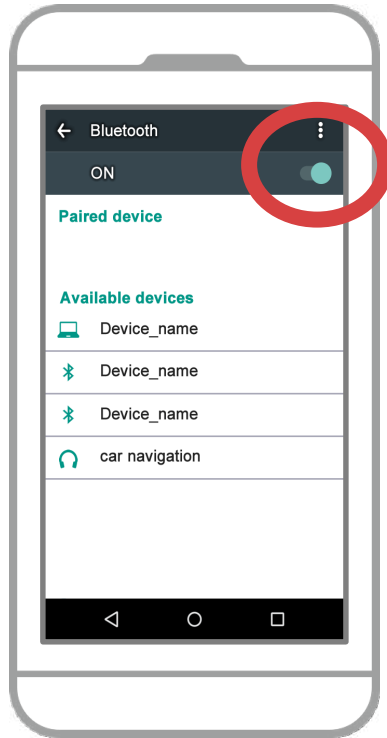 Bluetooth
ON
Paired device
Available devices
Device_name
Device_name
Device_name
car navigation